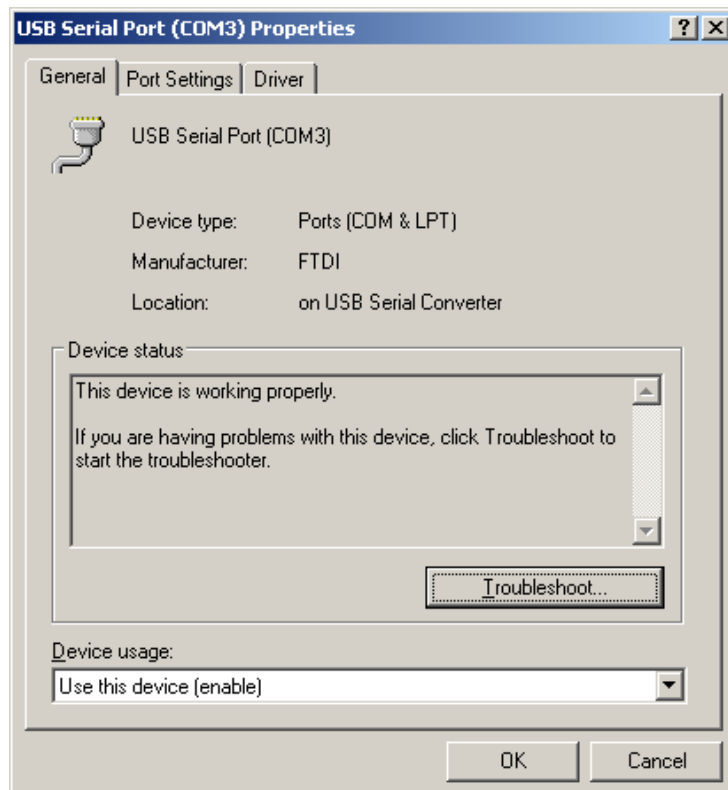 USB Serial Port (COM3) Properties
General Port Settings Driver
USB Serial Port (COM3)
Device type: Ports (COM & LPT)
Manufacturer: FTDI
Location: on USB Serial Converter
Device status
This device is working properly.
If you are having problems with this device, click Troubleshoot to
start the troubleshooter.
Troubleshoot...
Device usage:
Use this device (enable)
OK Cancel